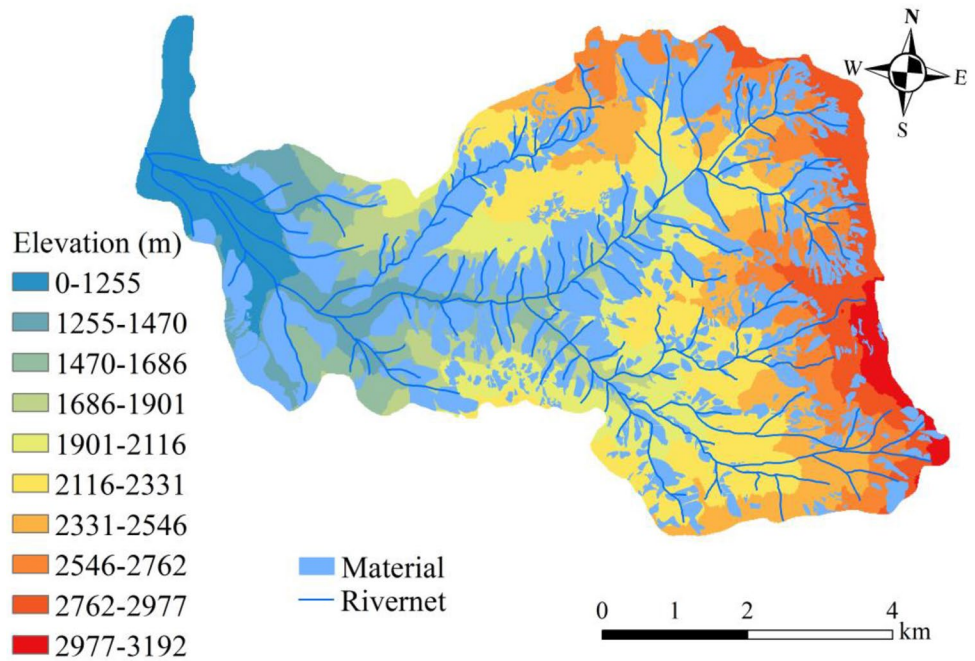 N
W E
S
Elevation (m)
0-1255
1255-1470
1470-1686
1686-1901
1901-2116
2116-2331
2331-2546
2546-2762
2762-2977
2977-3192
Material
Rivernet
0 1 2 4
km